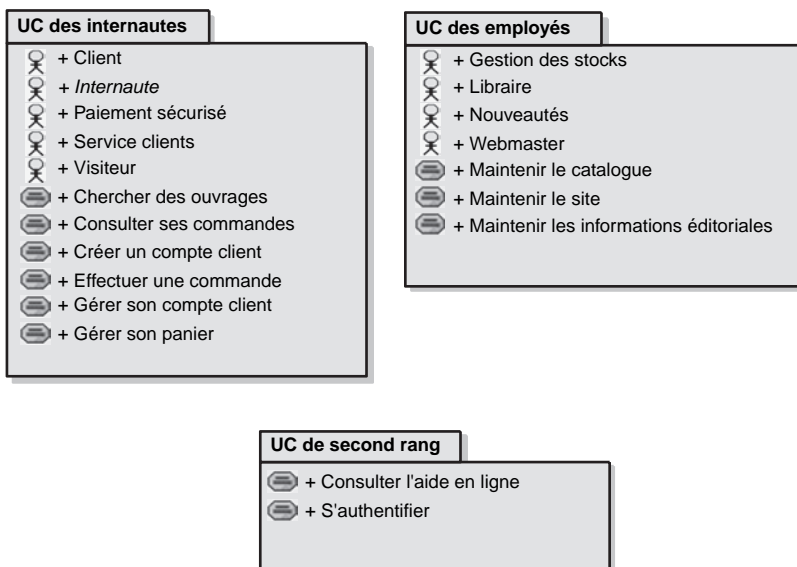 UC des internautes
+ Client
+ Internaute
+ Paiement sécurisé
+ Service clients
+ Visiteur
+ Chercher des ouvrages
+ Consulter ses commandes
+ Créer un compte client
+ Effectuer une commande
+ Gérer son compte client
+ Gérer son panier
UC des employés
+ Gestion des stocks
+ Libraire
+ Nouveautés
+ Webmaster
+ Maintenir le catalogue
+ Maintenir le site
+ Maintenir les informations éditoriales
UC de second rang
+ Consulter l'aide en ligne
+ S'authentifier